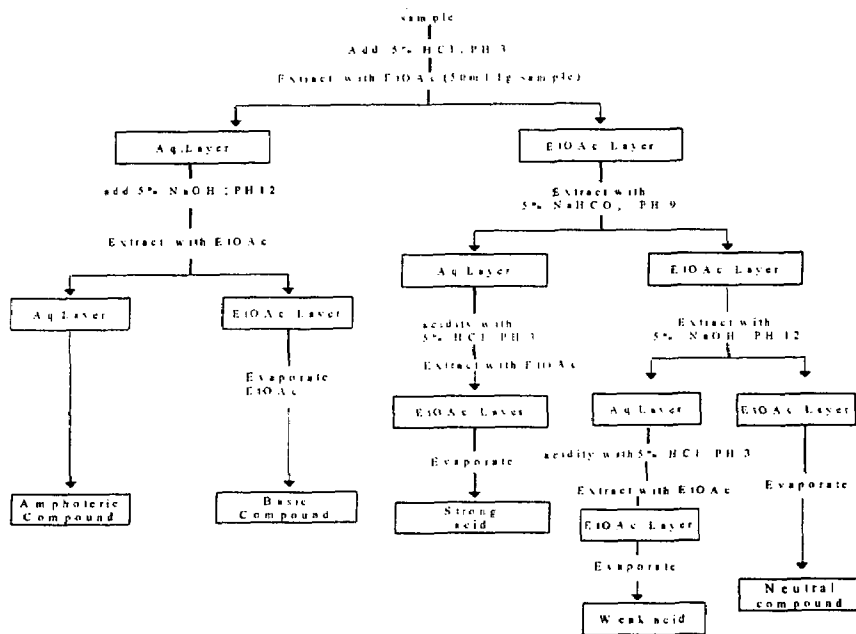 sample
Add 5% HCl, PH 3
Extract with EtOAc (50ml 1g sample)
Aq.Layer
EtOAc Layer
add 5% NaOH ; PH12
Extract with
5% NaHCO, PH 9
Extract with EtOAc
Aq Layer
EtOAc Layer
Aq Layer
EtOAc Layer
acidity with
5% HCl PH 3
Extract with
5% NaOH PH 12
Extract with EtOAc
Evaporate
EtOAc
EtOAc Layer
Aq Layer
EtOAc Layer
Evaporate
acidity with 5% HCl PH 3
Evaporate
Extract with EtOAc
Amphoteric
Compound
Basic
Compound
Strong
acid
EtOAc Layer
Evaporate
Neutral
compound
Weak acid